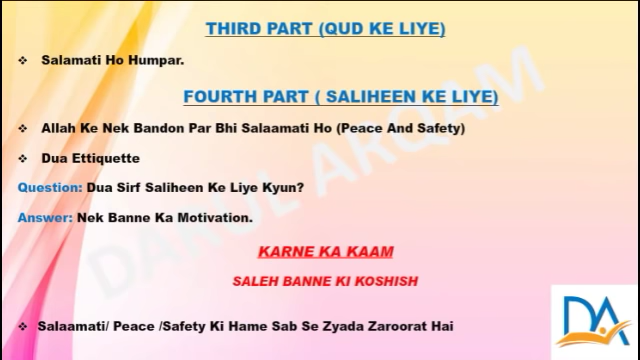 THIRD PART (QUD KE LIYE)
❖ Salamati Ho Humpar.
FOURTH PART ( SALIHEEN KE LIYE)
❖ Allah Ke Nek Bandon Par Bhi Salaamati Ho (Peace And Safety)
❖ Dua Ettiquette
Question: Dua Sirf Saliheen Ke Liye Kyun?
Answer: Nek Banne Ka Motivation.
KARNE KA KAAM
SALEH BANNE KI KOSHISH
❖ Salaamati/ Peace /Safety Ki Hame Sab Se Zyada Zaroorat Hai
DARUL ARQAM
DA